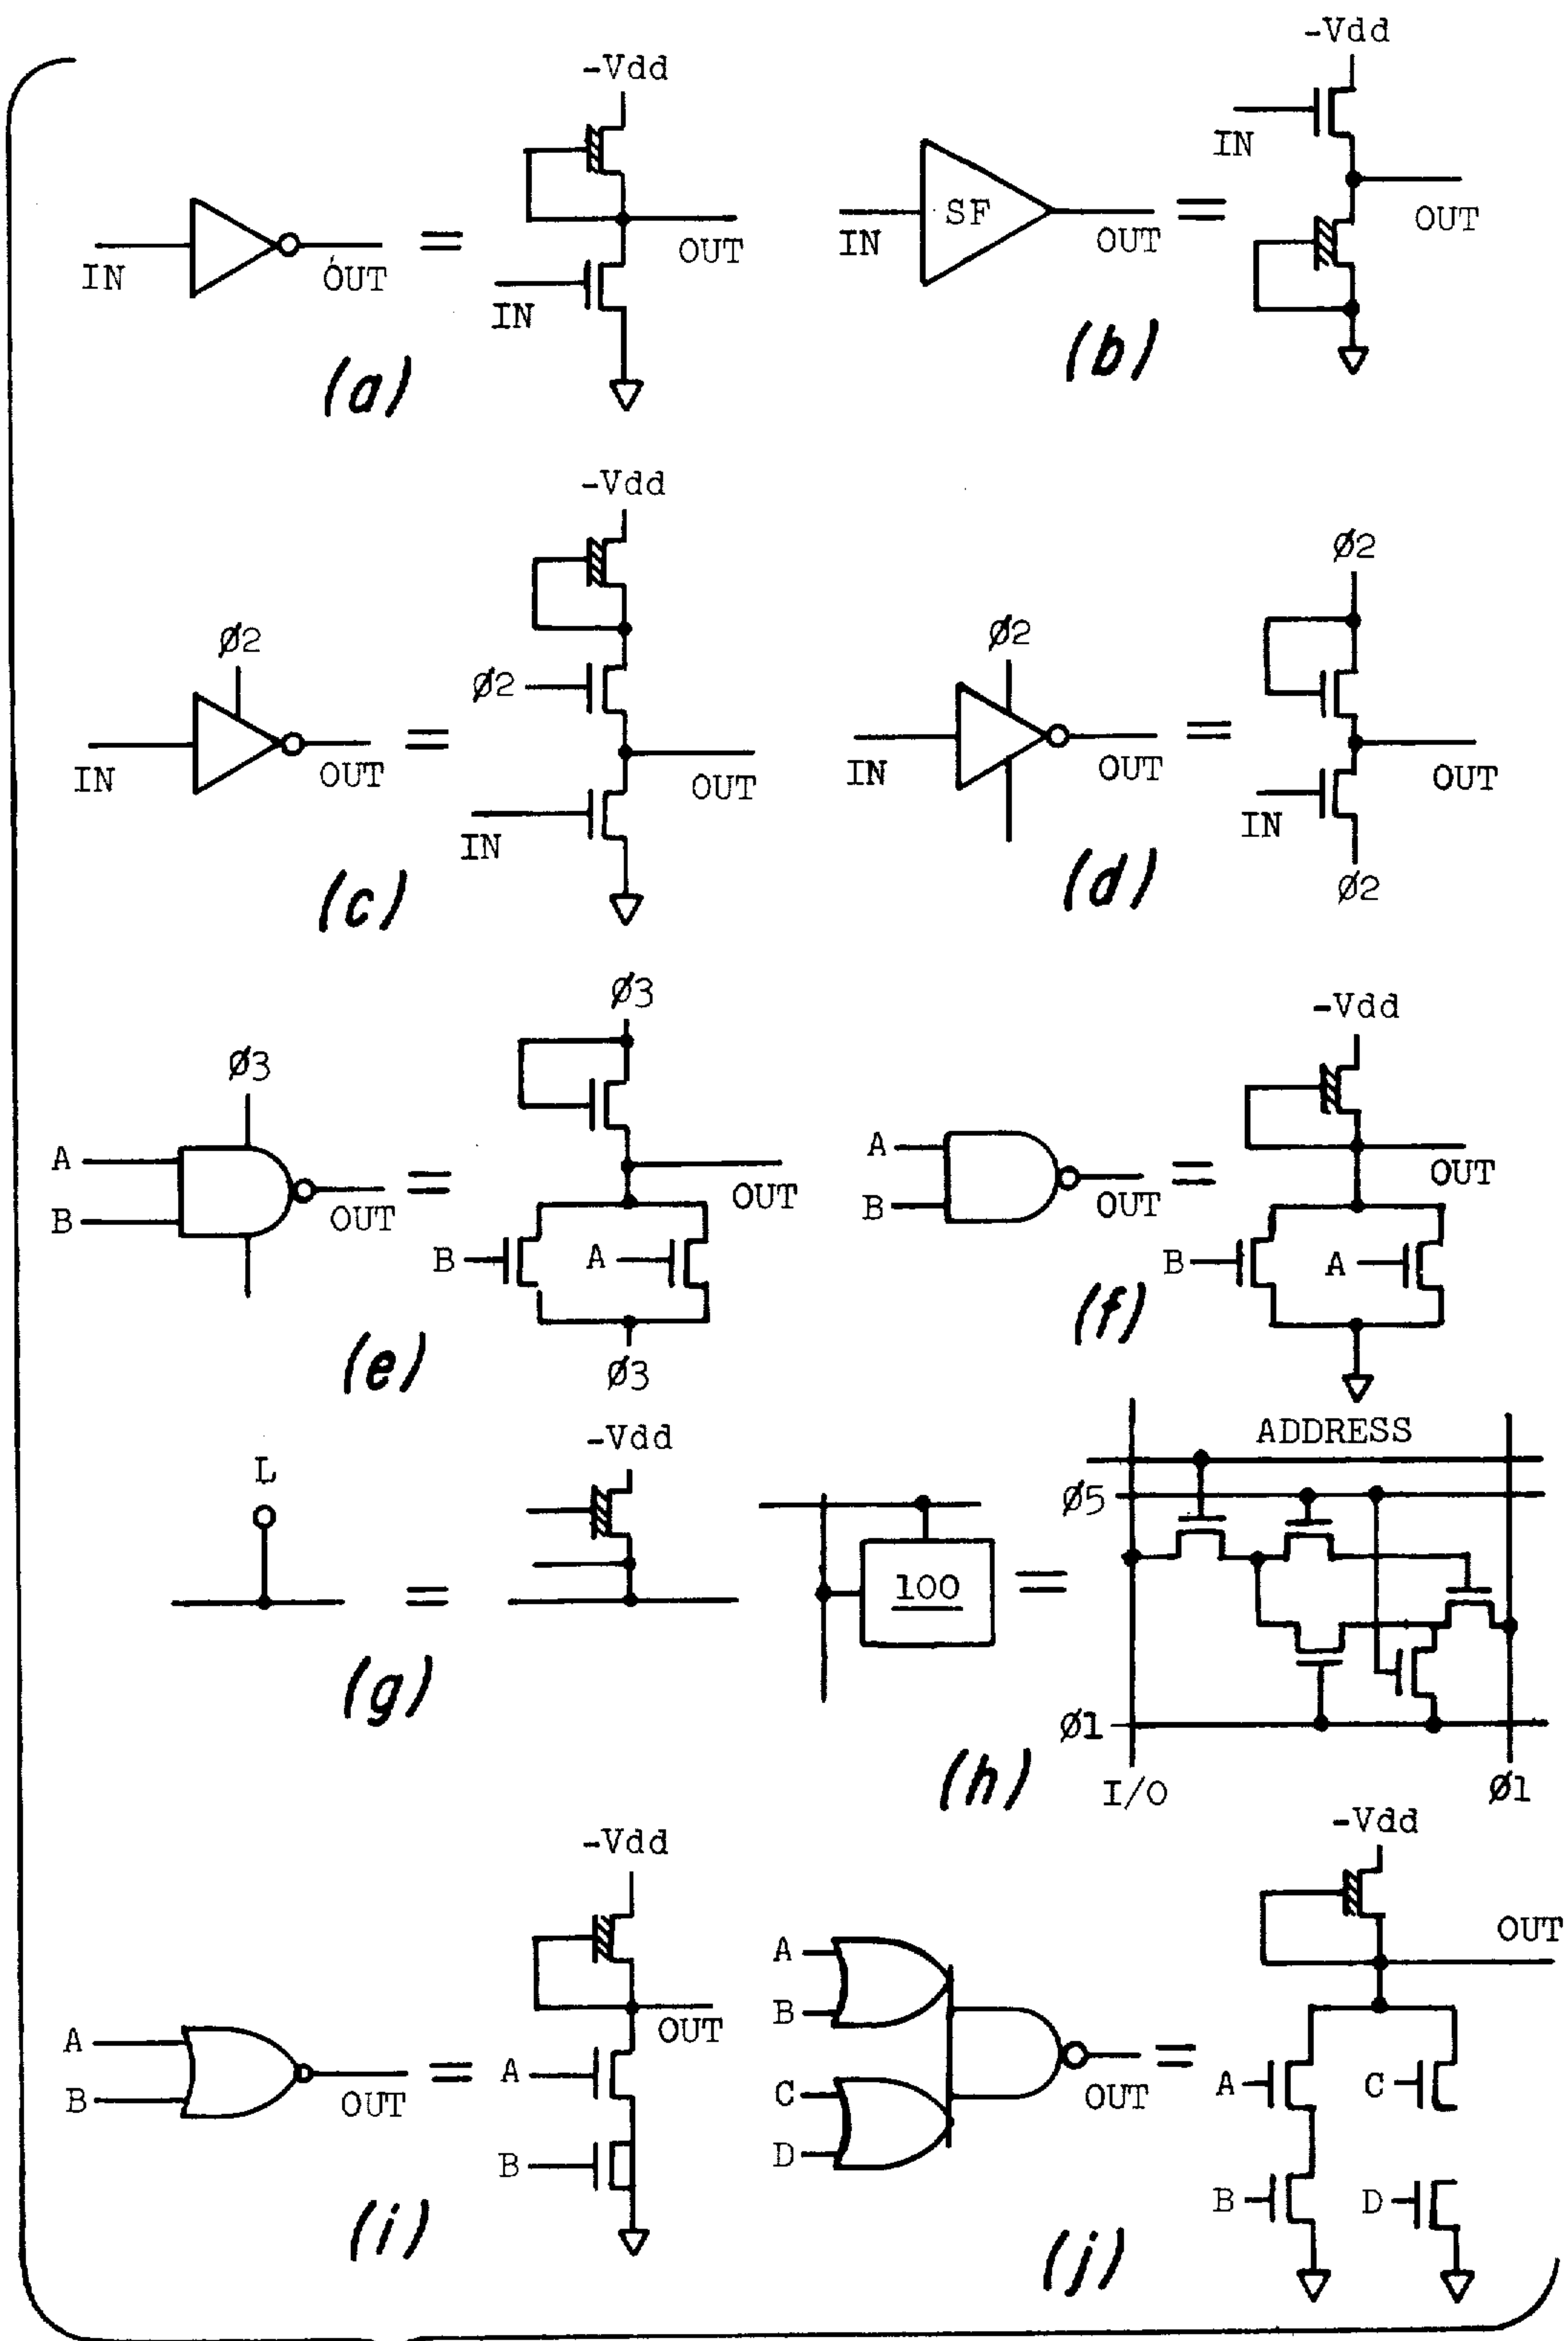 -Vdd
IN
OUT
=
OUT
IN
(a)
-Vdd
IN
SF
IN
OUT
=
OUT
(b)
-Vdd
Ø2
Ø2
IN
OUT
=
OUT
IN
(c)
Ø2
Ø2
IN
OUT
=
OUT
IN
Ø2
(d)
Ø3
Ø3
A
B
OUT
=
OUT
B
A
Ø3
(e)
-Vdd
A
B
OUT
=
OUT
B
A
(f)
L
=
-Vdd
(g)
100
=
ADDRESS
Ø5
Ø1
I/O
Ø1
(h)
-Vdd
A
B
OUT
=
OUT
A
B
(i)
-Vdd
A
B
C
D
OUT
=
OUT
A
C
B
D
(j)